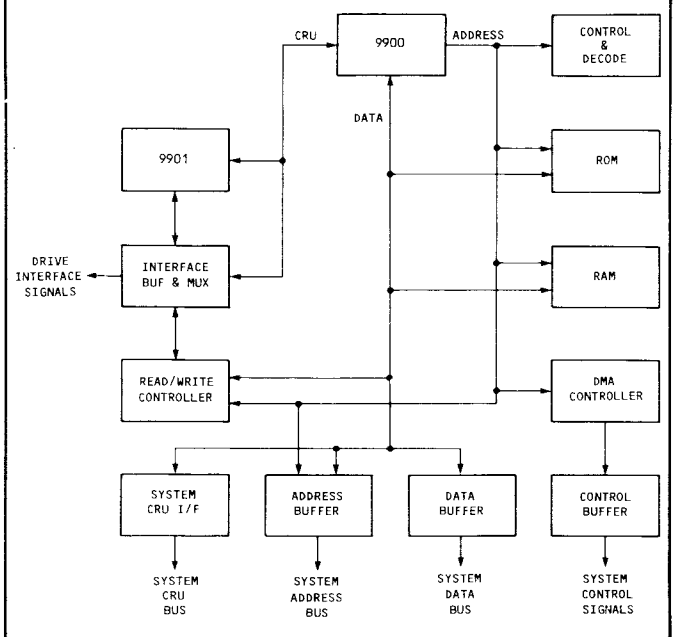 CRU
9900
ADDRESS
CONTROL
&
DECODE
DATA
9901
ROM
DRIVE
INTERFACE
SIGNALS
INTERFACE
BUF & MUX
RAM
READ/WRITE
CONTROLLER
DMA
CONTROLLER
SYSTEM
CRU I/F
ADDRESS
BUFFER
DATA
BUFFER
CONTROL
BUFFER
SYSTEM
CRU
BUS
SYSTEM
ADDRESS
BUS
SYSTEM
DATA
BUS
SYSTEM
CONTROL
SIGNALS